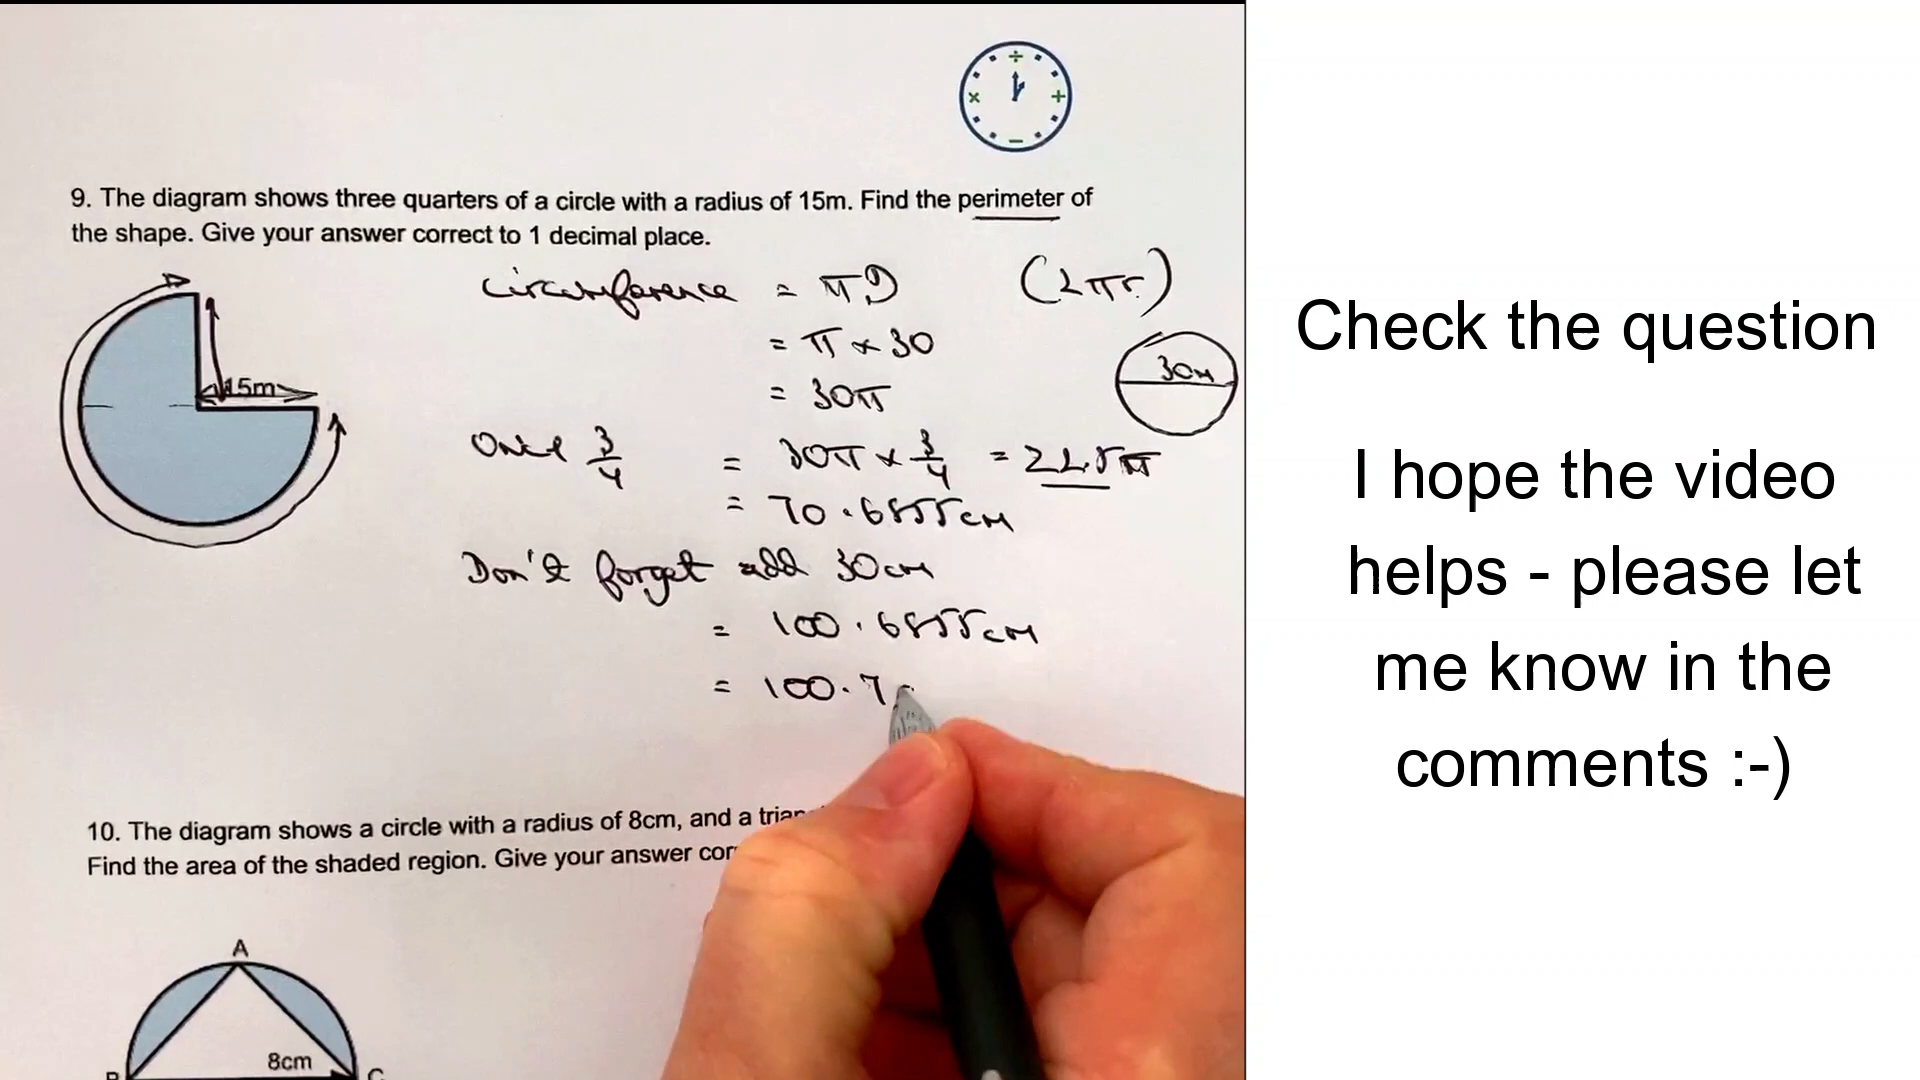 ÷
× +
−
9. The diagram shows three quarters of a circle with a radius of 15m. Find the perimeter of
the shape. Give your answer correct to 1 decimal place.
circumference = πD (2πr)
= π × 30
30m
= 30π
15m
Only 3/4 = 30π × 3/4 = 22.5π
= 70.6855cm
Don't forget add 30cm
= 100.6855cm
= 100.7
10. The diagram shows a circle with a radius of 8cm, and a
Find the area of the shaded region. Give your answer
A
8cm
B C
Check the question
I hope the video
helps - please let
me know in the
comments :-)